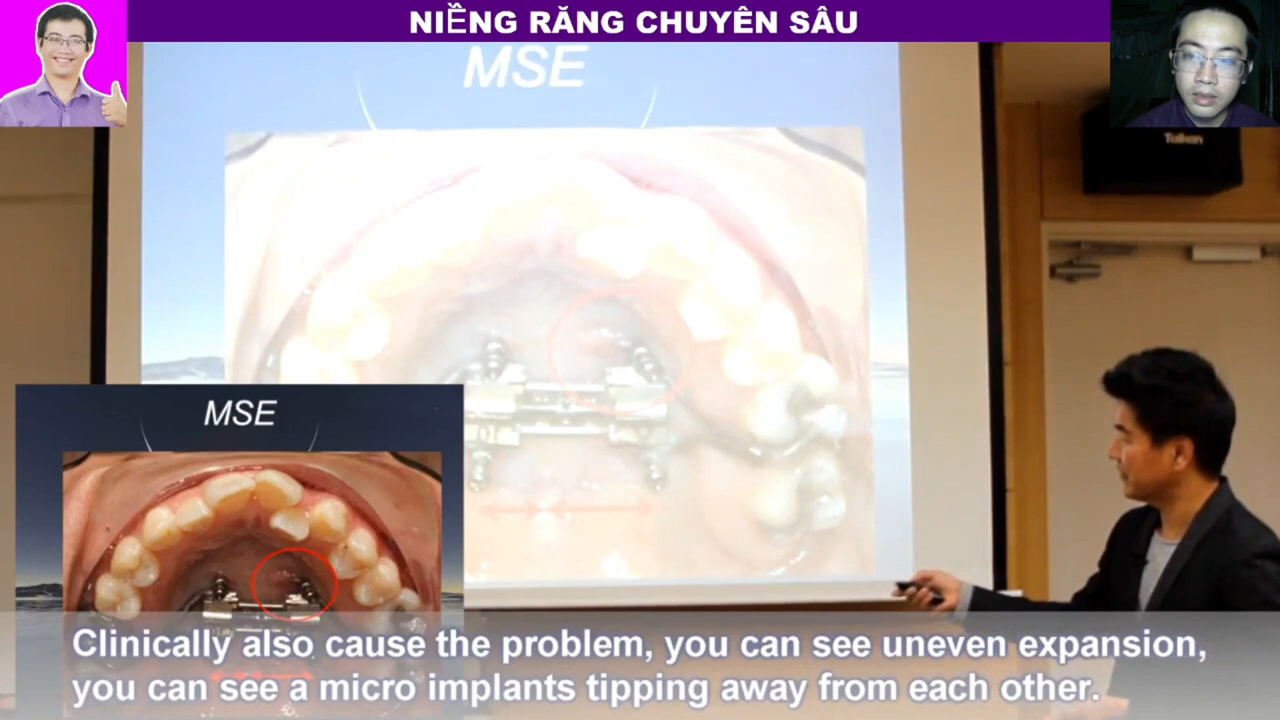 NIỀNG RĂNG CHUYÊN SÂU
MSE
Taiden
MSE
Clinically also cause the problem, you can see uneven expansion,
you can see a micro implants tipping away from each other.